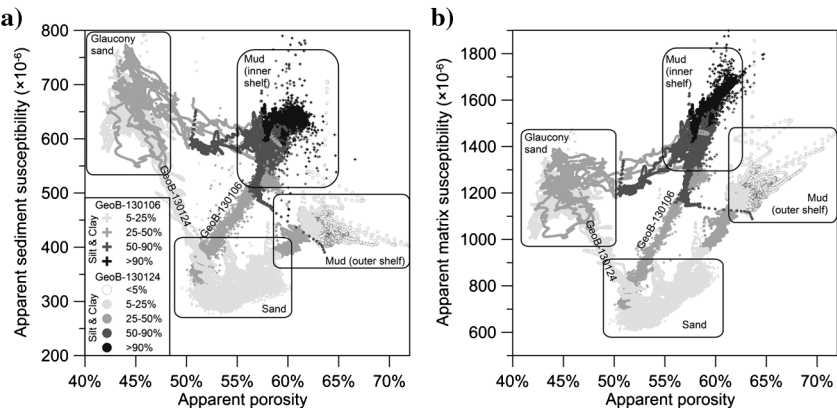 a)
800
700
600
500
400
300
200
Apparent sediment susceptibility (×10⁻⁶)
Glaucony
sand
Mud
(inner
shelf)
GeoB-130124
GeoB-130106
Mud (outer shelf)
Sand
GeoB-130106
Silt & Clay
5-25%
25-50%
50-90%
>90%
GeoB-130124
Silt & Clay
<5%
5-25%
25-50%
50-90%
>90%
40% 45% 50% 55% 60% 65% 70%
Apparent porosity
b)
1800
1600
1400
1200
1000
800
600
Apparent matrix susceptibility (×10⁻⁶)
Mud
(inner
shelf)
Glaucony
sand
GeoB-130124
GeoB-130106
Mud
(outer shelf)
Sand
40% 45% 50% 55% 60% 65% 70%
Apparent porosity